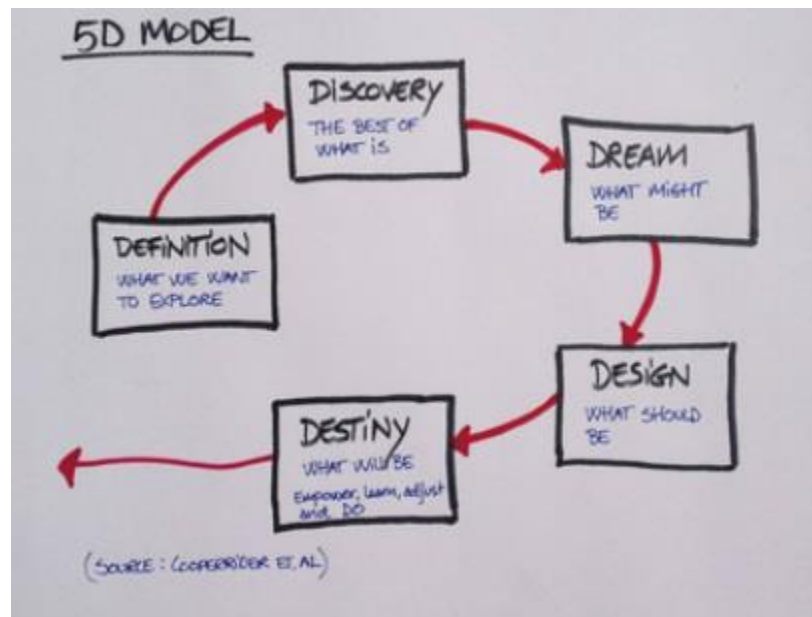 5D MODEL
DISCOVERY
THE BEST OF
WHAT IS
DREAM
WHAT MIGHT
BE
DEFINITION
WHAT WE WANT
TO EXPLORE
DESIGN
WHAT SHOULD
BE
DESTINY
WHAT WILL BE
Empower, learn, adjust
and DO
(SOURCE: COOPERRIDER ET. AL)